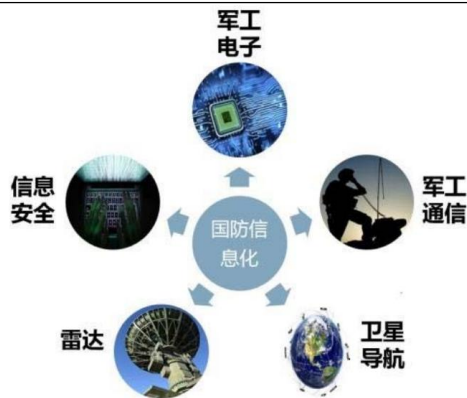 军工
电子
信息
安全
军工
通信
国防信
息化
雷达
卫星
导航